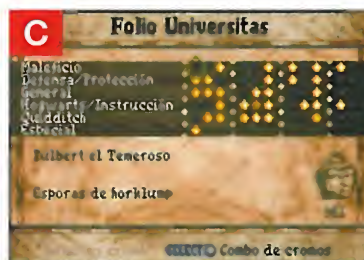 C
Folio Universitas
Maleficio
Defensa/Protección
General
Hogwarts/Instrucción
Quidditch
Especial
Bulbert el Temeroso
Esporas de horklump
SELECT Combo de cromos